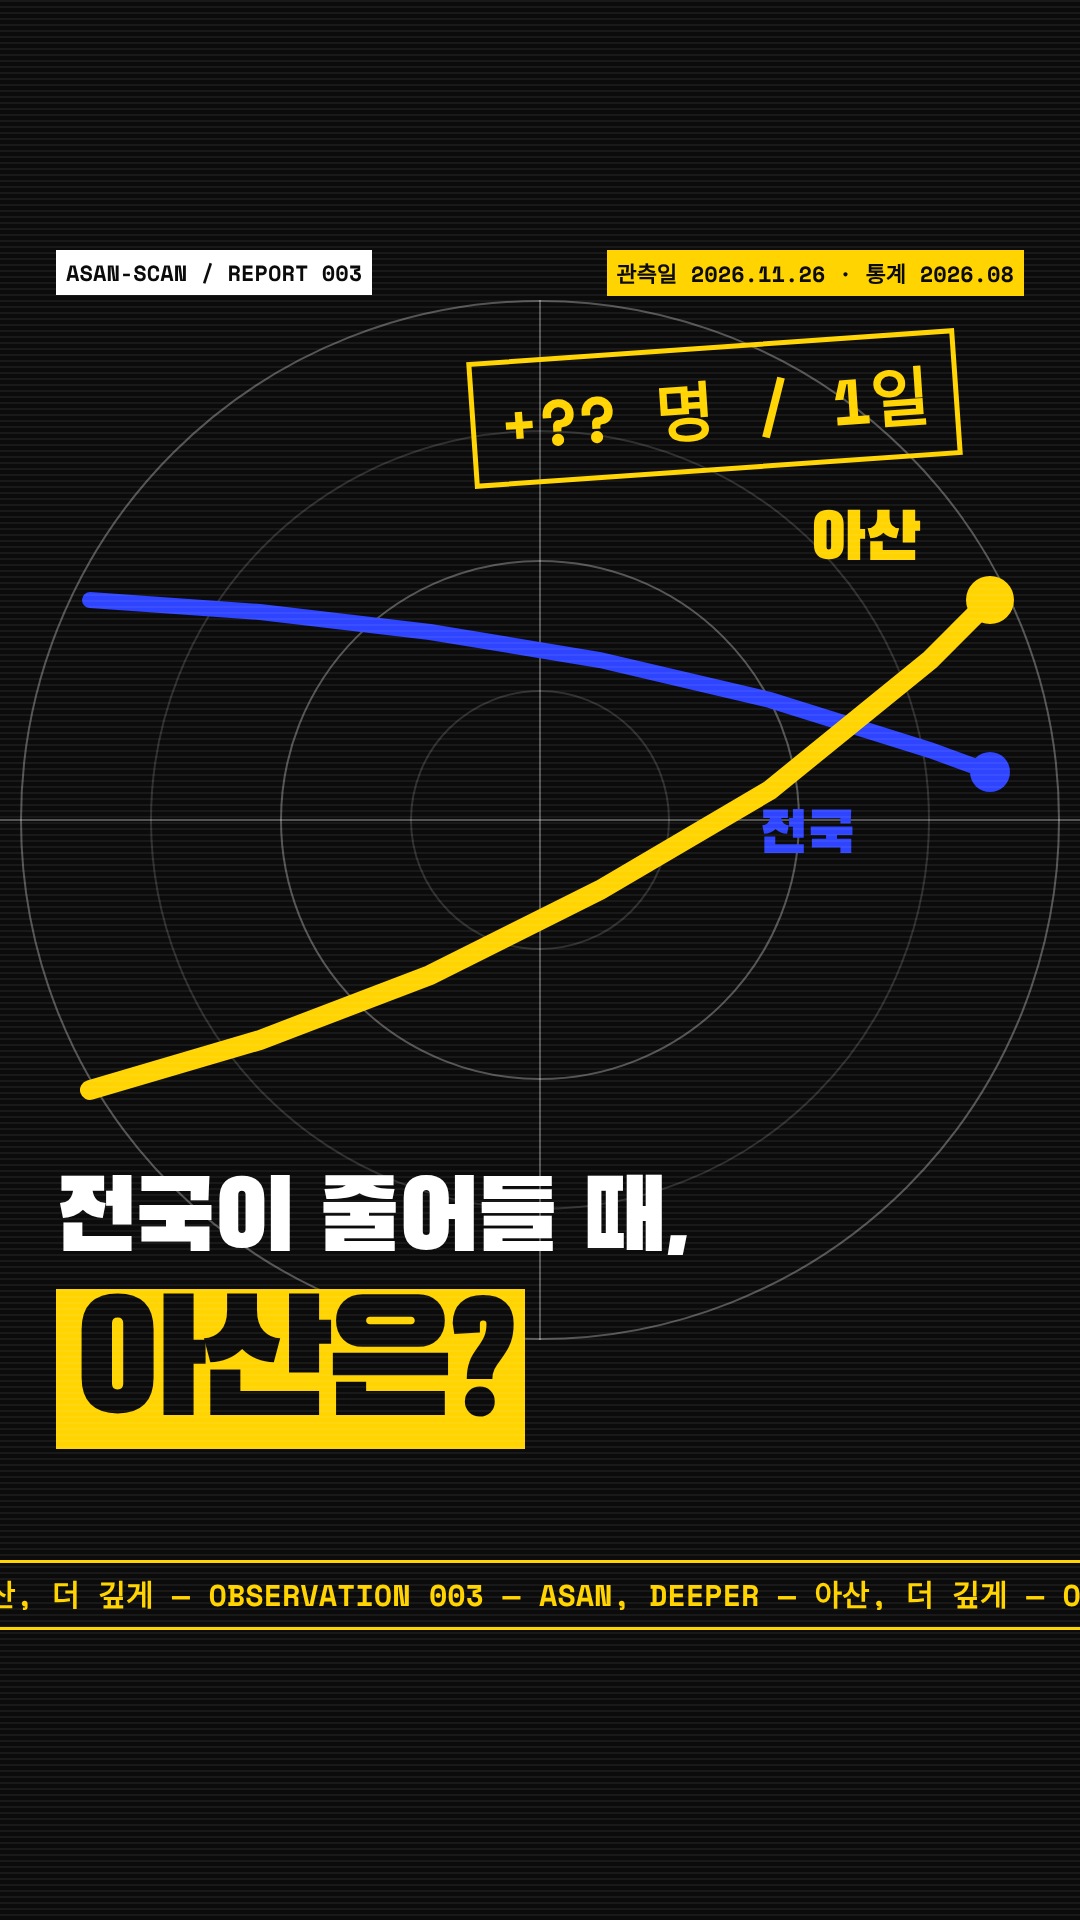 ASAN-SCAN / REPORT 003
관측일 2026.11.26 · 통계 2026.08
+?? 명 / 1일
아산
전국
전국이 줄어들 때,
아산은?
산, 더 깊게 — OBSERVATION 003 — ASAN, DEEPER — 아산, 더 깊게 — O